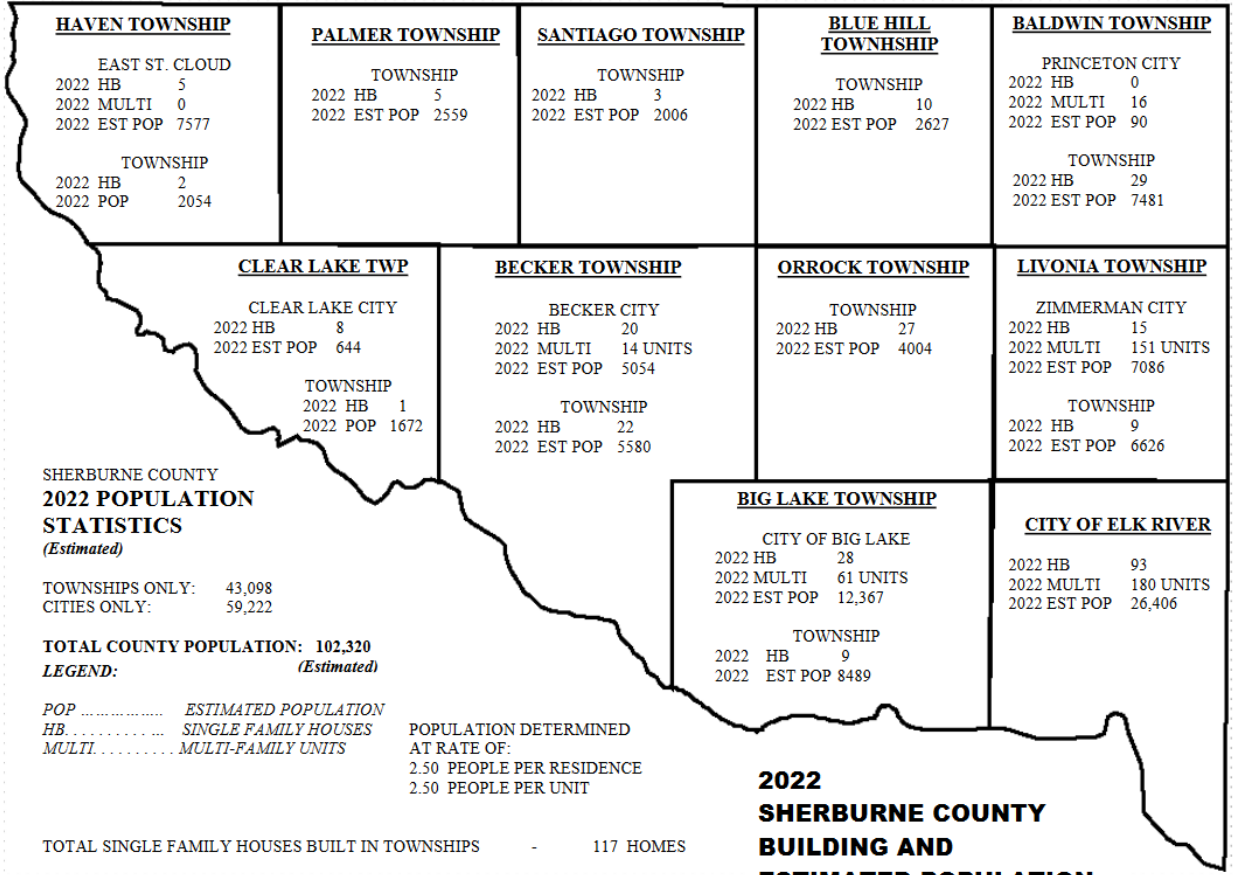 HAVEN TOWNSHIP
EAST ST. CLOUD
2022 HB 5
2022 MULTI 0
2022 EST POP 7577
TOWNSHIP
2022 HB 2
2022 POP 2054
PALMER TOWNSHIP
TOWNSHIP
2022 HB 5
2022 EST POP 2559
SANTIAGO TOWNSHIP
TOWNSHIP
2022 HB 3
2022 EST POP 2006
BLUE HILL
TOWNHSHIP
TOWNSHIP
2022 HB 10
2022 EST POP 2627
BALDWIN TOWNSHIP
PRINCETON CITY
2022 HB 0
2022 MULTI 16
2022 EST POP 90
TOWNSHIP
2022 HB 29
2022 EST POP 7481
CLEAR LAKE TWP
CLEAR LAKE CITY
2022 HB 8
2022 EST POP 644
TOWNSHIP
2022 HB 1
2022 POP 1672
BECKER TOWNSHIP
BECKER CITY
2022 HB 20
2022 MULTI 14 UNITS
2022 EST POP 5054
TOWNSHIP
2022 HB 22
2022 EST POP 5580
ORROCK TOWNSHIP
TOWNSHIP
2022 HB 27
2022 EST POP 4004
LIVONIA TOWNSHIP
ZIMMERMAN CITY
2022 HB 15
2022 MULTI 151 UNITS
2022 EST POP 7086
TOWNSHIP
2022 HB 9
2022 EST POP 6626
BIG LAKE TOWNSHIP
CITY OF BIG LAKE
2022 HB 28
2022 MULTI 61 UNITS
2022 EST POP 12,367
TOWNSHIP
2022 HB 9
2022 EST POP 8489
CITY OF ELK RIVER
2022 HB 93
2022 MULTI 180 UNITS
2022 EST POP 26,406
SHERBURNE COUNTY
2022 POPULATION
STATISTICS
(Estimated)
TOWNSHIPS ONLY: 43,098
CITIES ONLY: 59,222
TOTAL COUNTY POPULATION: 102,320
LEGEND: (Estimated)
POP ................ ESTIMATED POPULATION
HB. . . . . . . . . . ... SINGLE FAMILY HOUSES
MULTI. . . . . . . . . . MULTI-FAMILY UNITS
POPULATION DETERMINED
AT RATE OF:
2.50 PEOPLE PER RESIDENCE
2.50 PEOPLE PER UNIT
TOTAL SINGLE FAMILY HOUSES BUILT IN TOWNSHIPS - 117 HOMES
2022
SHERBURNE COUNTY
BUILDING AND
ESTIMATED POPULATION